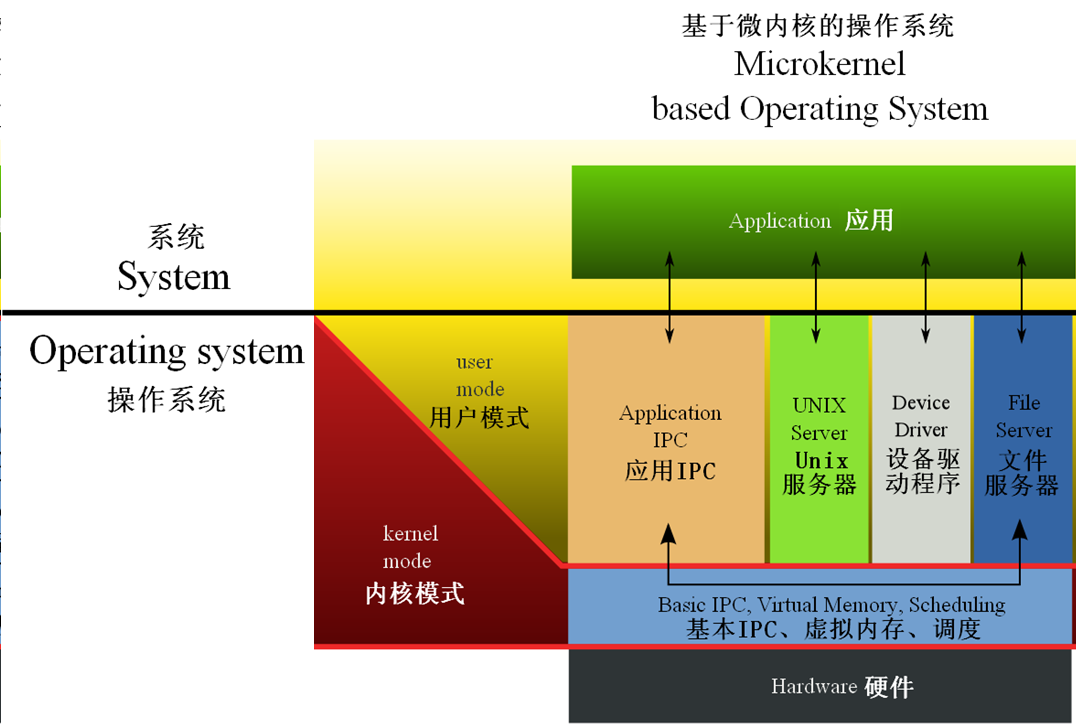 基于微内核的操作系统
Microkernel
based Operating System
Application 应用
系统
System
Operating system
操作系统
user
mode
用户模式
kernel
mode
内核模式
Application
IPC
应用IPC
UNIX
Server
Unix
服务器
Device
Driver
设备驱
动程序
File
Server
文件
服务器
Basic IPC, Virtual Memory, Scheduling
基本IPC、虚拟内存、调度
Hardware 硬件